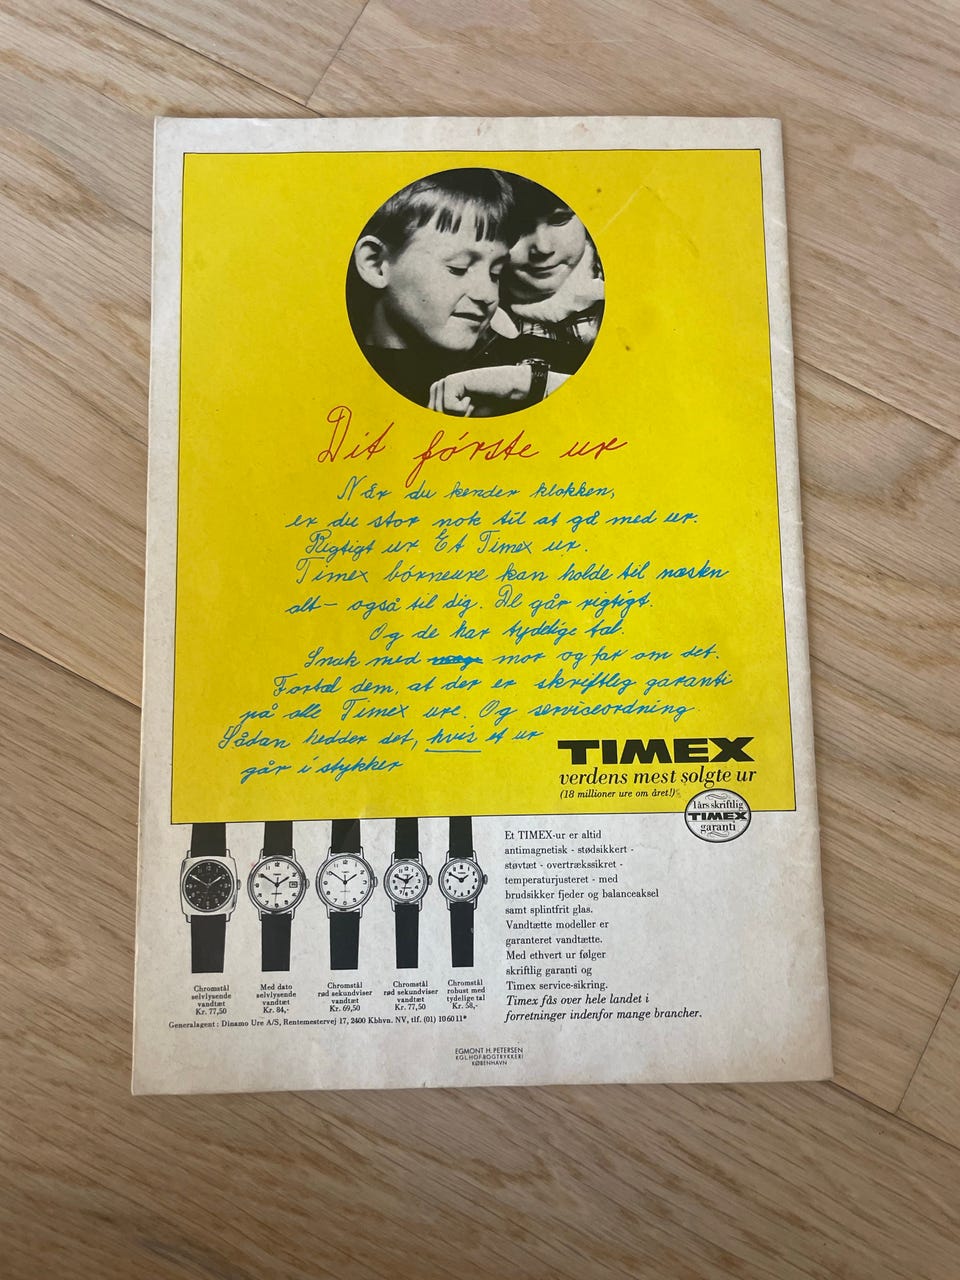 Dit første ur
Når du kender klokken,
er du stor nok til at gå med ur.
Rigtigt ur. Et Timex ur.
Timex børneure kan holde til næsten
alt - også til dig. De går rigtigt.
Og de har tydelige tal.
Snak med mor og far om det.
Fortæl dem, at der er skriftlig garanti
på alle Timex ure. Og serviceordning
Sådan hedder det, hvis et ur
går i stykker
TIMEX
verdens mest solgte ur
(18 millioner ure om året!)
1 års skriftlig
TIMEX
garanti
Et TIMEX-ur er altid
antimagnetisk - stødsikkert -
støvtæt - overtrækssikret -
temperaturjusteret - med
brudsikker fjeder og balanceaksel
samt splintfrit glas.
Vandtætte modeller er
garanteret vandtætte.
Med ethvert ur følger
skriftlig garanti og
Timex service-sikring.
Timex fås over hele landet i
forretninger indenfor mange brancher.
Chromstål
selvlysende
vandtæt
Kr. 77,50
Med dato
selvlysende
vandtæt
Kr. 84,-
Chromstål
rød sekundviser
vandtæt
Kr. 69,50
Chromstål
rød sekundviser
vandtæt
Kr. 77,50
Chromstål
robust med
tydelige tal
Kr. 58,-
Generalagent: Dinamo Ure A/S, Rentemestervej 17, 2400 Kbhvn. NV, tlf. (01) 106011*
EGMONT H. PETERSEN
KGL. HOF-BOGTRYKKERI
KØBENHAVN